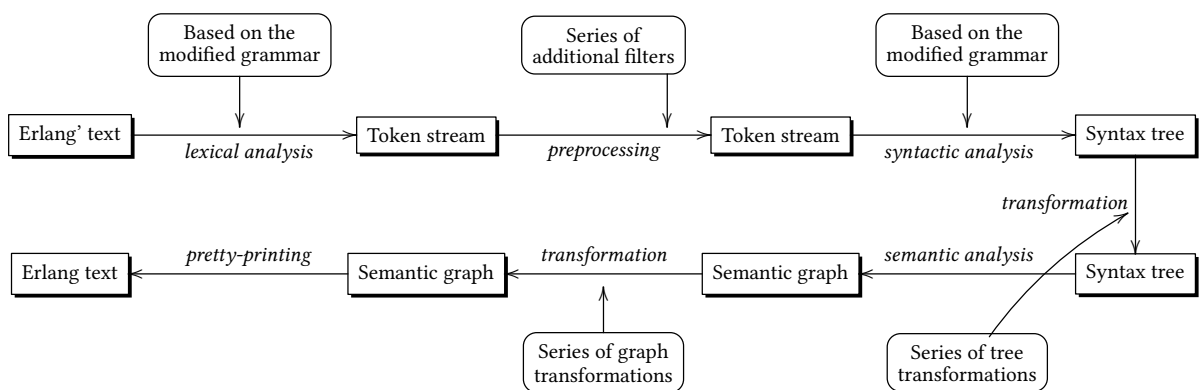 Based on the
modified grammar
Series of
additional filters
Based on the
modified grammar
Erlang’ text
lexical analysis
Token stream
preprocessing
Token stream
syntactic analysis
Syntax tree
transformation
Erlang text
pretty-printing
Semantic graph
transformation
Semantic graph
semantic analysis
Syntax tree
Series of graph
transformations
Series of tree
transformations